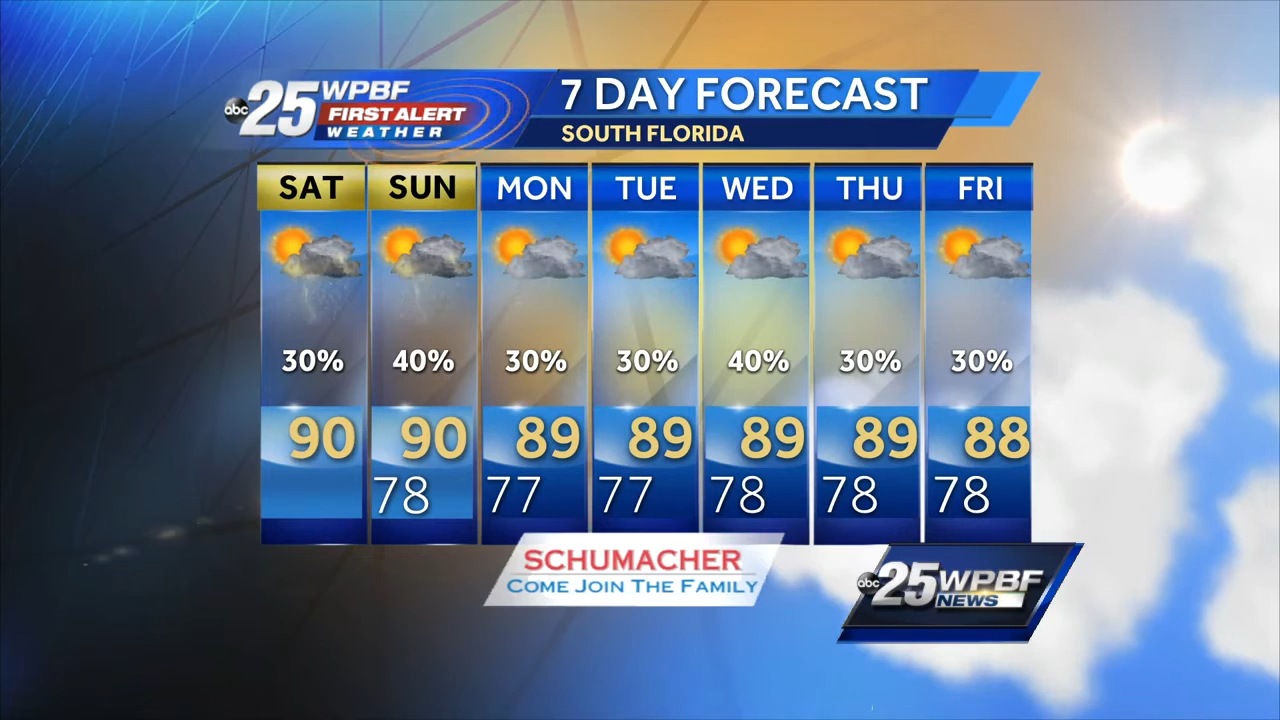 abc 25 WPBF
FIRST ALERT
WEATHER
7 DAY FORECAST
SOUTH FLORIDA
SAT SUN MON TUE WED THU FRI
30% 40% 30% 30% 40% 30% 30%
90 90 89 89 89 89 88
78 77 77 78 78 78
SCHUMACHER
COME JOIN THE FAMILY
abc 25 WPBF
NEWS